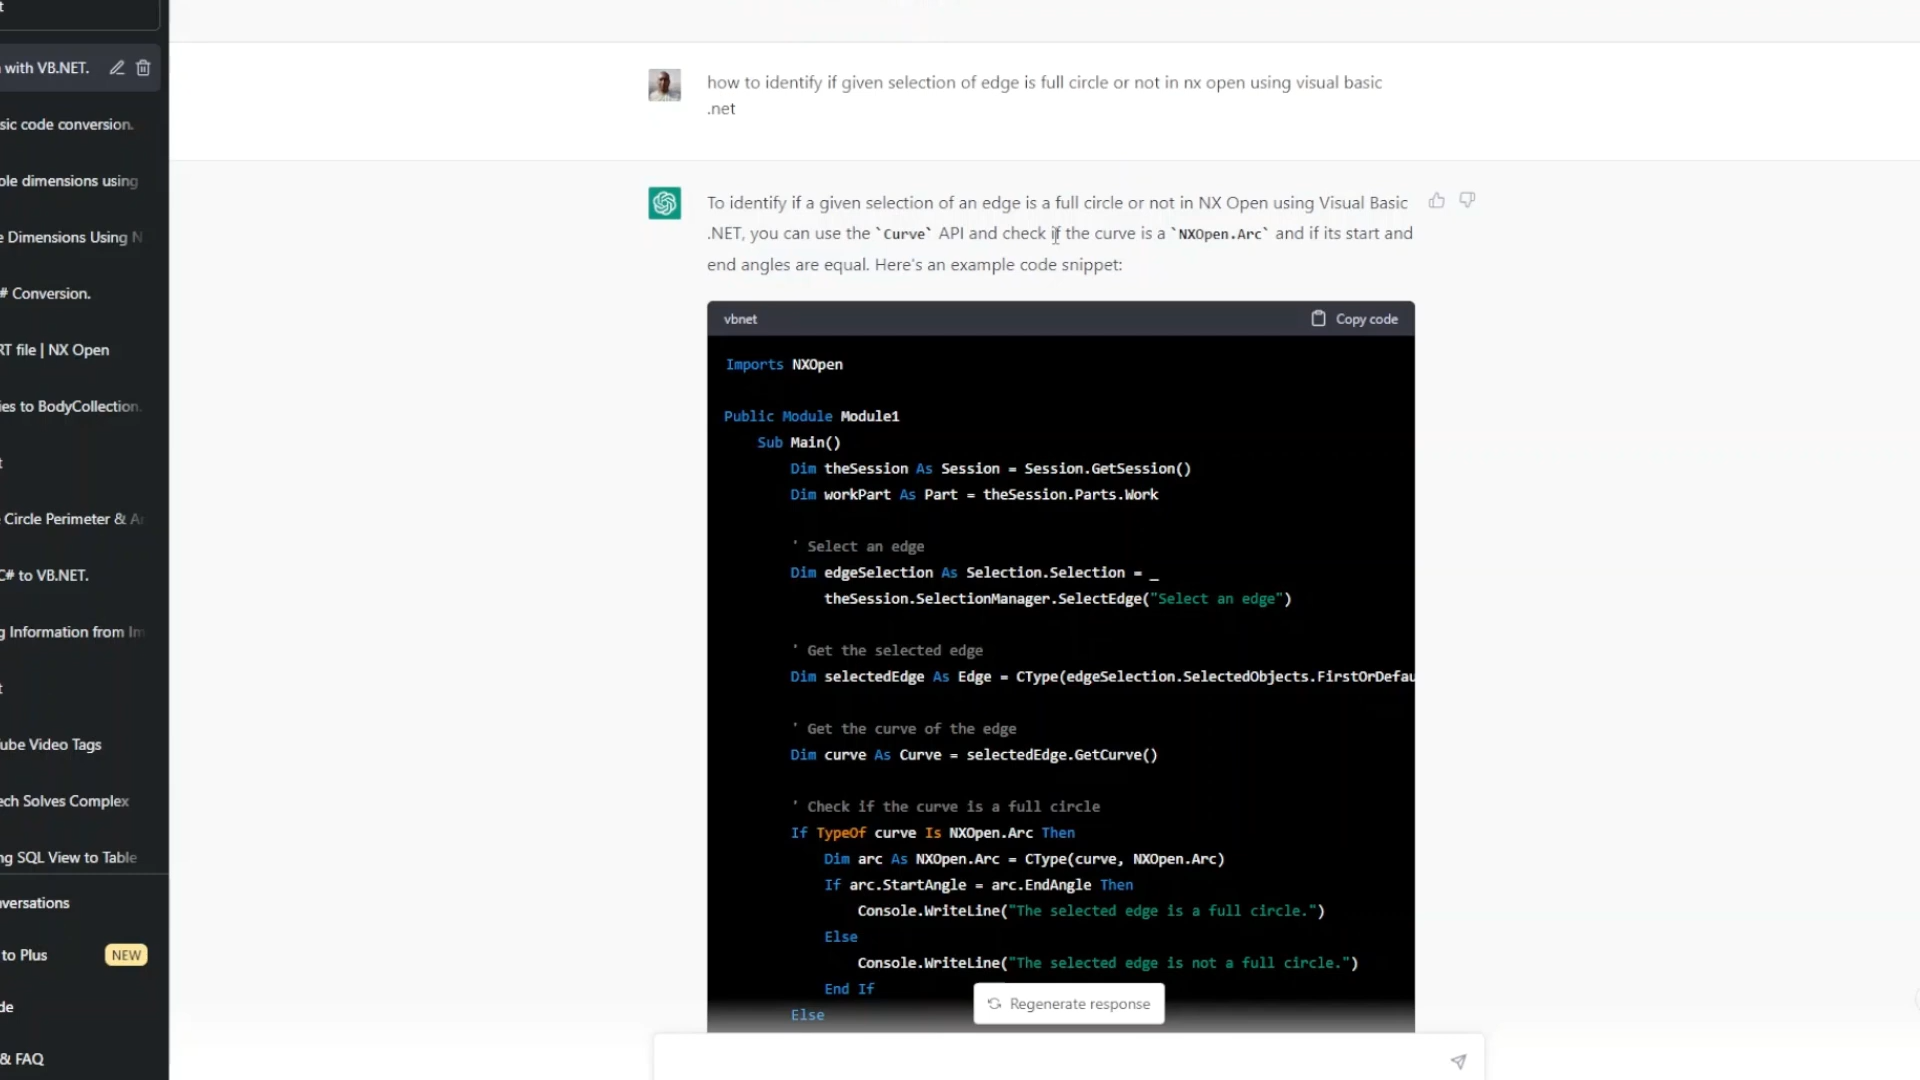 t
with VB.NET.
sic code conversion.
ole dimensions using
e Dimensions Using N
# Conversion.
RT file | NX Open
ies to BodyCollection.
t
Circle Perimeter & Ar
C# to VB.NET.
g Information from Im
t
ube Video Tags
ech Solves Complex
ng SQL View to Table
versations
to Plus
NEW
de
& FAQ
how to identify if given selection of edge is full circle or not in nx open using visual basic
.net
To identify if a given selection of an edge is a full circle or not in NX Open using Visual Basic
.NET, you can use the `Curve` API and check if the curve is a `NXOpen.Arc` and if its start and
end angles are equal. Here's an example code snippet:
vbnet
Copy code
Imports NXOpen
Public Module Module1
Sub Main()
Dim theSession As Session = Session.GetSession()
Dim workPart As Part = theSession.Parts.Work
' Select an edge
Dim edgeSelection As Selection.Selection = _
theSession.SelectionManager.SelectEdge("Select an edge")
' Get the selected edge
Dim selectedEdge As Edge = CType(edgeSelection.SelectedObjects.FirstOrDefau
' Get the curve of the edge
Dim curve As Curve = selectedEdge.GetCurve()
' Check if the curve is a full circle
If TypeOf curve Is NXOpen.Arc Then
Dim arc As NXOpen.Arc = CType(curve, NXOpen.Arc)
If arc.StartAngle = arc.EndAngle Then
Console.WriteLine("The selected edge is a full circle.")
Else
Console.WriteLine("The selected edge is not a full circle.")
End If
Else
Regenerate response